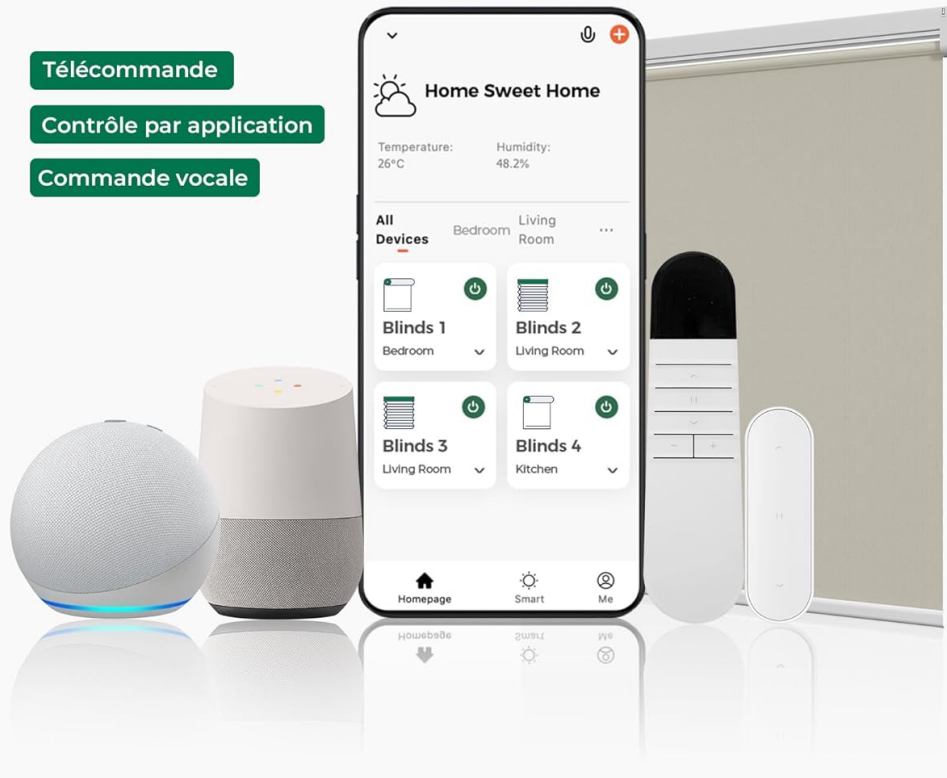 Télécommande
Contrôle par application
Commande vocale
Home Sweet Home
Temperature:
26°C
Humidity:
48.2%
All
Devices
Bedroom
Living
Room
Blinds 1
Bedroom
Blinds 2
Living Room
Blinds 3
Living Room
Blinds 4
Kitchen
Homepage
Smart
Me